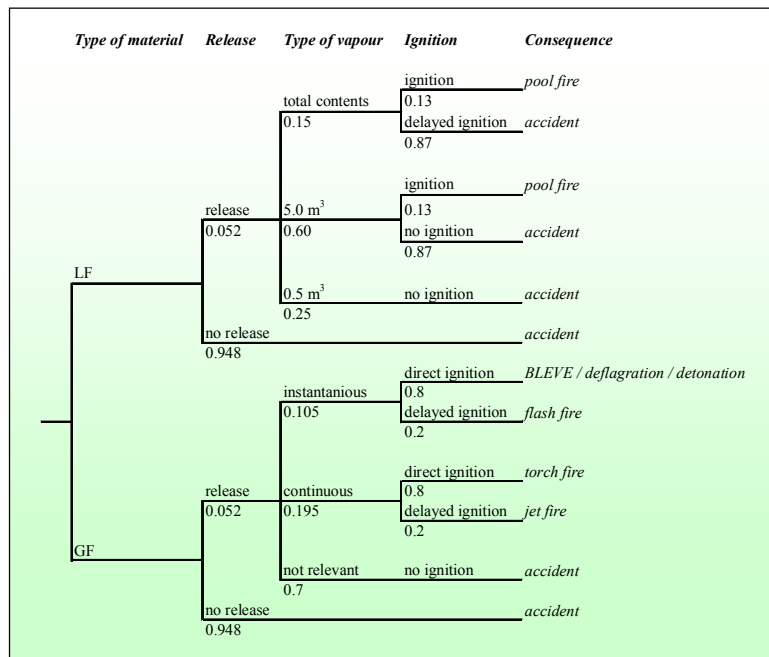 Type of material Release Type of vapour Ignition Consequence
ignition pool fire
total contents 0.13
0.15 delayed ignition accident
0.87
ignition pool fire
release 5.0 m³ 0.13
0.052 0.60 no ignition accident
0.87
LF
0.5 m³ no ignition accident
0.25
no release accident
0.948
direct ignition BLEVE / deflagration / detonation
instantanious 0.8
0.105 delayed ignition flash fire
0.2
direct ignition torch fire
release continuous 0.8
0.052 0.195 delayed ignition jet fire
0.2
GF
not relevant no ignition accident
0.7
no release accident
0.948